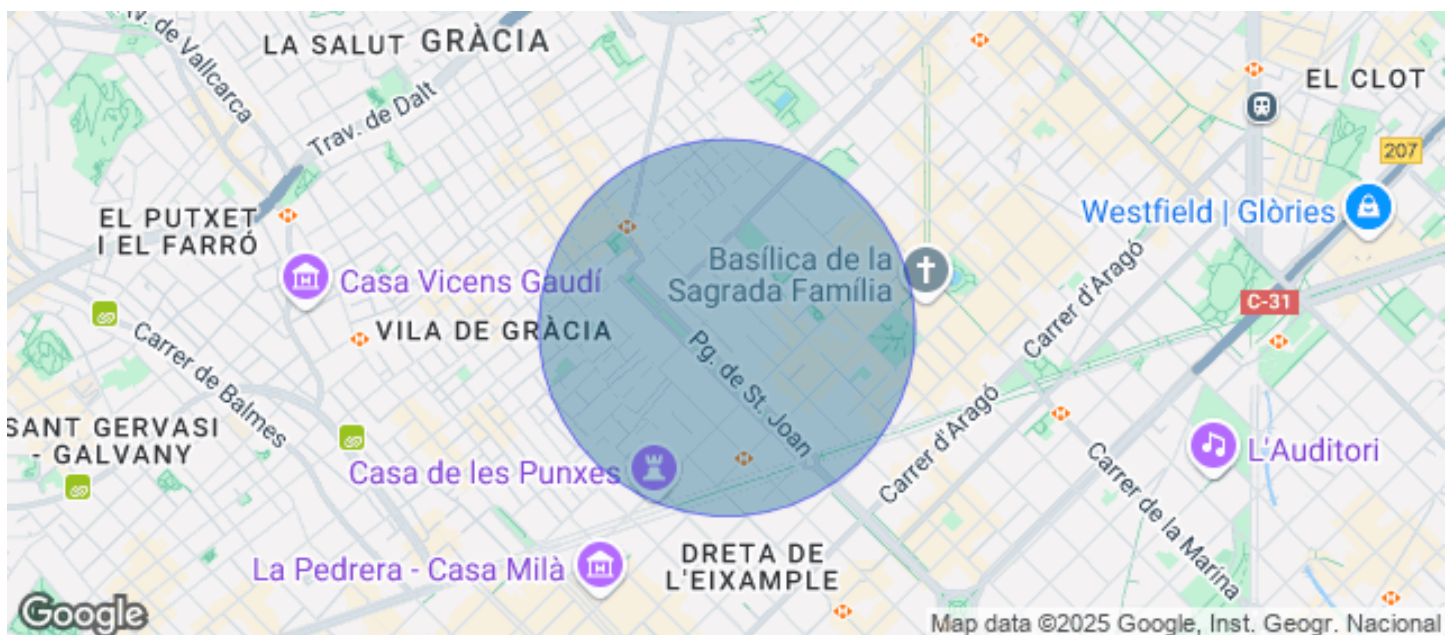 LA SALUT
GRÀCIA
EL CLOT
Av. de Vallcarca
Trav. de Dalt
207
EL PUTXET
I EL FARRÓ
Westfield | Glòries
Basílica de la
Sagrada Família
Casa Vicens Gaudí
C-31
VILA DE GRÀCIA
Carrer d'Aragó
Carrer de Balmes
Pg. de St. Joan
Carrer d'Aragó
SANT GERVASI
- GALVANY
L'Auditori
Casa de les Punxes
Carrer de la Marina
DRETA DE
L'EIXAMPLE
La Pedrera - Casa Milà
Google
Map data ©2025 Google, Inst. Geogr. Nacional